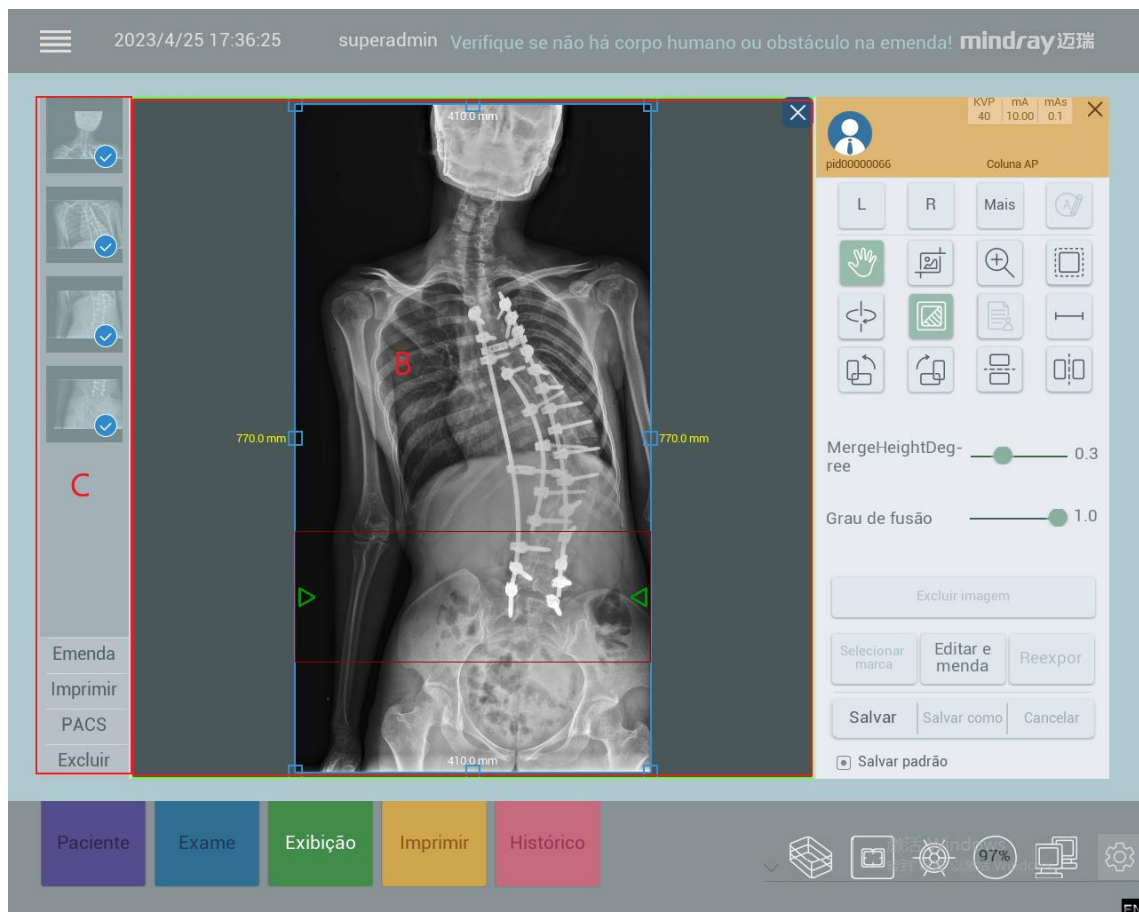 2023/4/25 17:36:25
superadmin
Verifique se não há corpo humano ou obstáculo na emenda!
mindray迈瑞
410.0 mm
KVP mA mAs
40 10.00 0.1
pid00000066
Coluna AP
L R Mais
B
770.0 mm
770.0 mm
MergeHeightDeg-
ree
0.3
C
Grau de fusão
1.0
Excluir imagem
Emenda
Imprimir
PACS
Excluir
Selecionar
marca
Editar e
menda
Reexpor
Salvar
Salvar como
Cancelar
410.0 mm
Salvar padrão
Paciente
Exame
Exibição
Imprimir
Histórico
97%
激活 Windows
EN